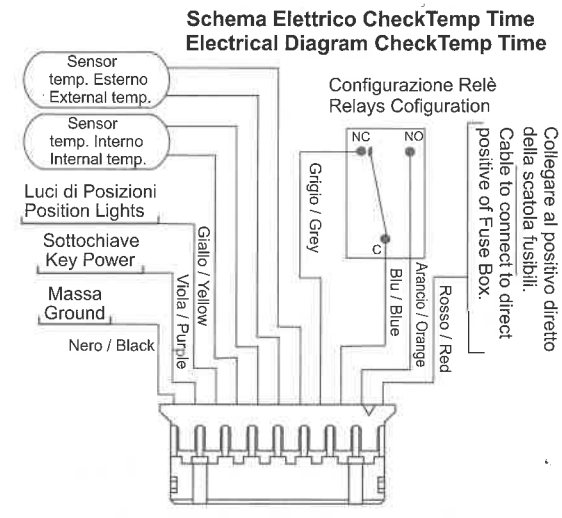 Schema Elettrico CheckTemp Time
Electrical Diagram CheckTemp Time
Sensor
temp. Esterno
External temp.
Sensor
temp. Interno
Internal temp.
Luci di Posizioni
Position Lights
Sottochiave
Key Power
Massa
Ground
Nero / Black
Viola / Purple
Giallo / Yellow
Configurazione Relè
Relays Cofiguration
NC
NO
C
Grigio / Grey
Blu / Blue
Arancio / Orange
Rosso / Red
Collegare al positivo diretto
della scatola fusibili.
Cable to connect to direct
positive of Fuse Box.